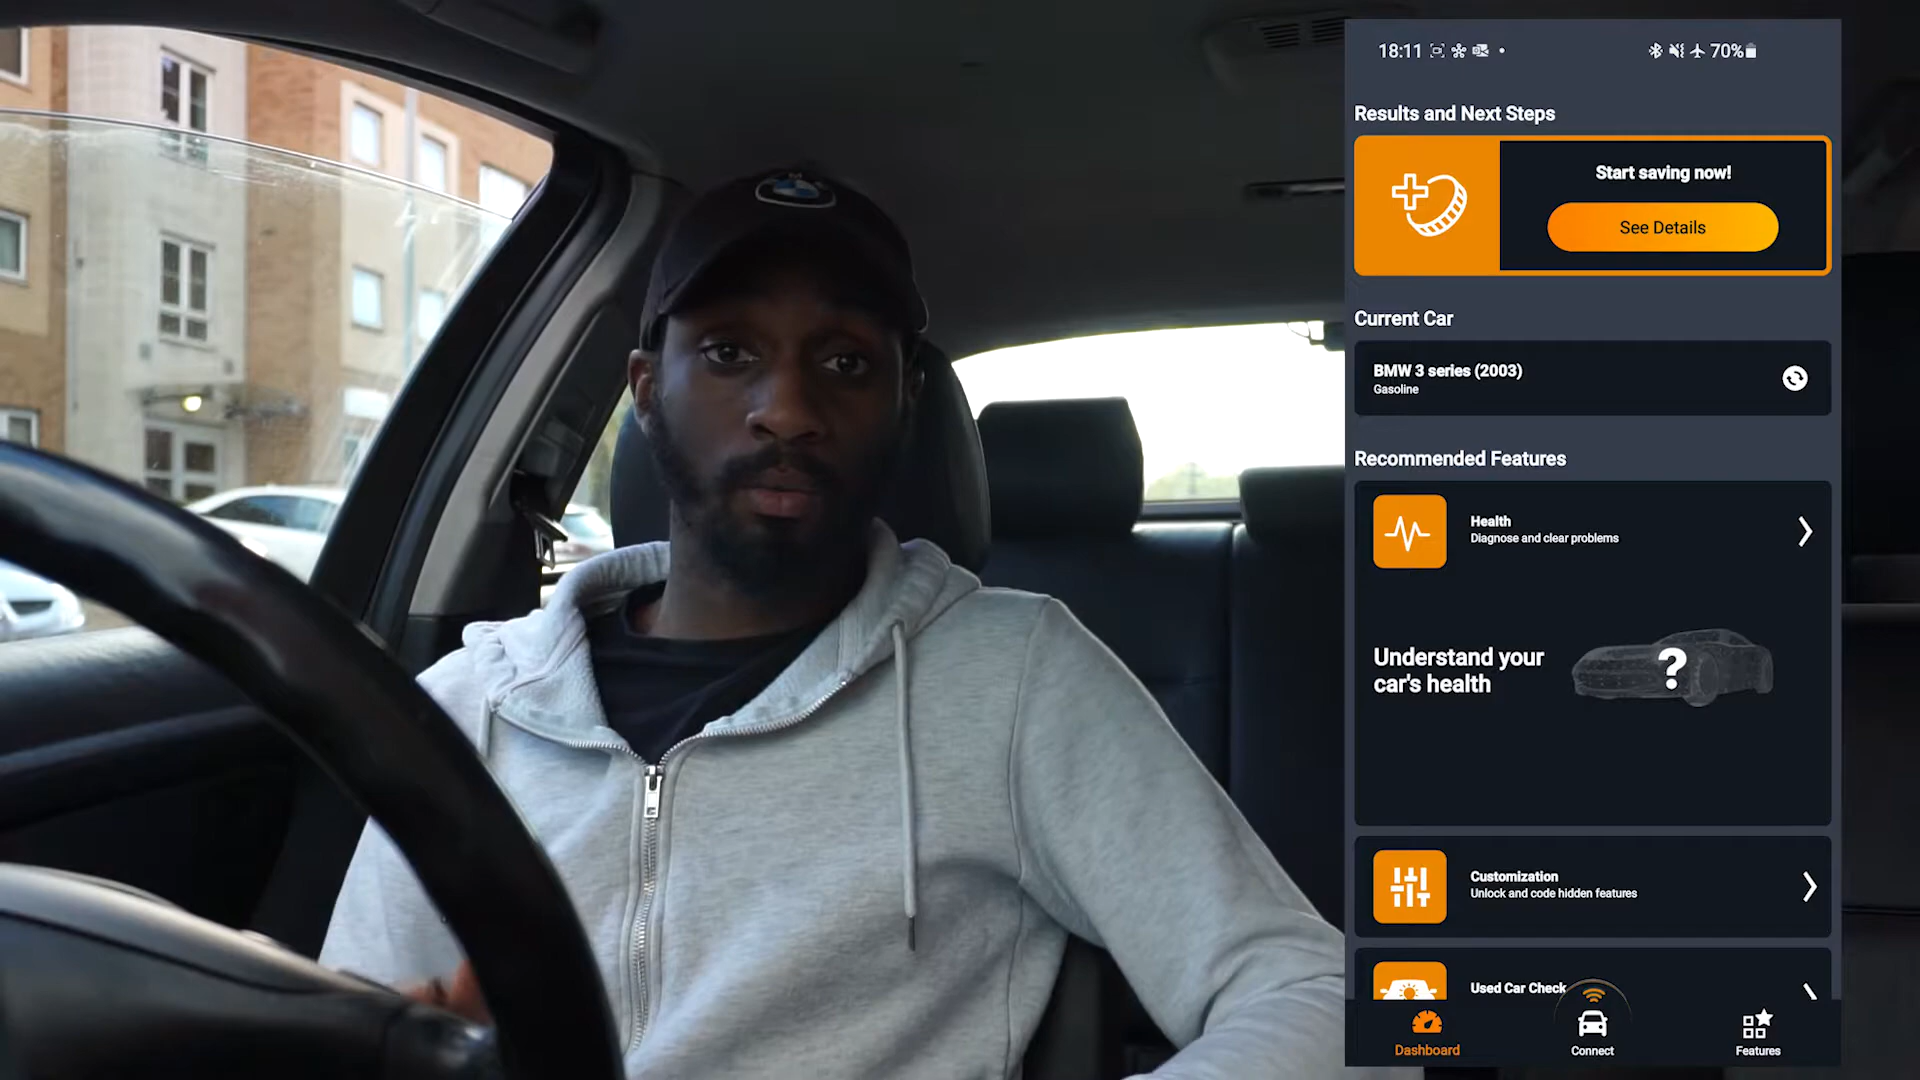 18:11
70%
Results and Next Steps
Start saving now!
See Details
Current Car
BMW 3 series (2003)
Gasoline
Recommended Features
Health
Diagnose and clear problems
Understand your
car's health
?
Customization
Unlock and code hidden features
Used Car Check
Dashboard
Connect
Features